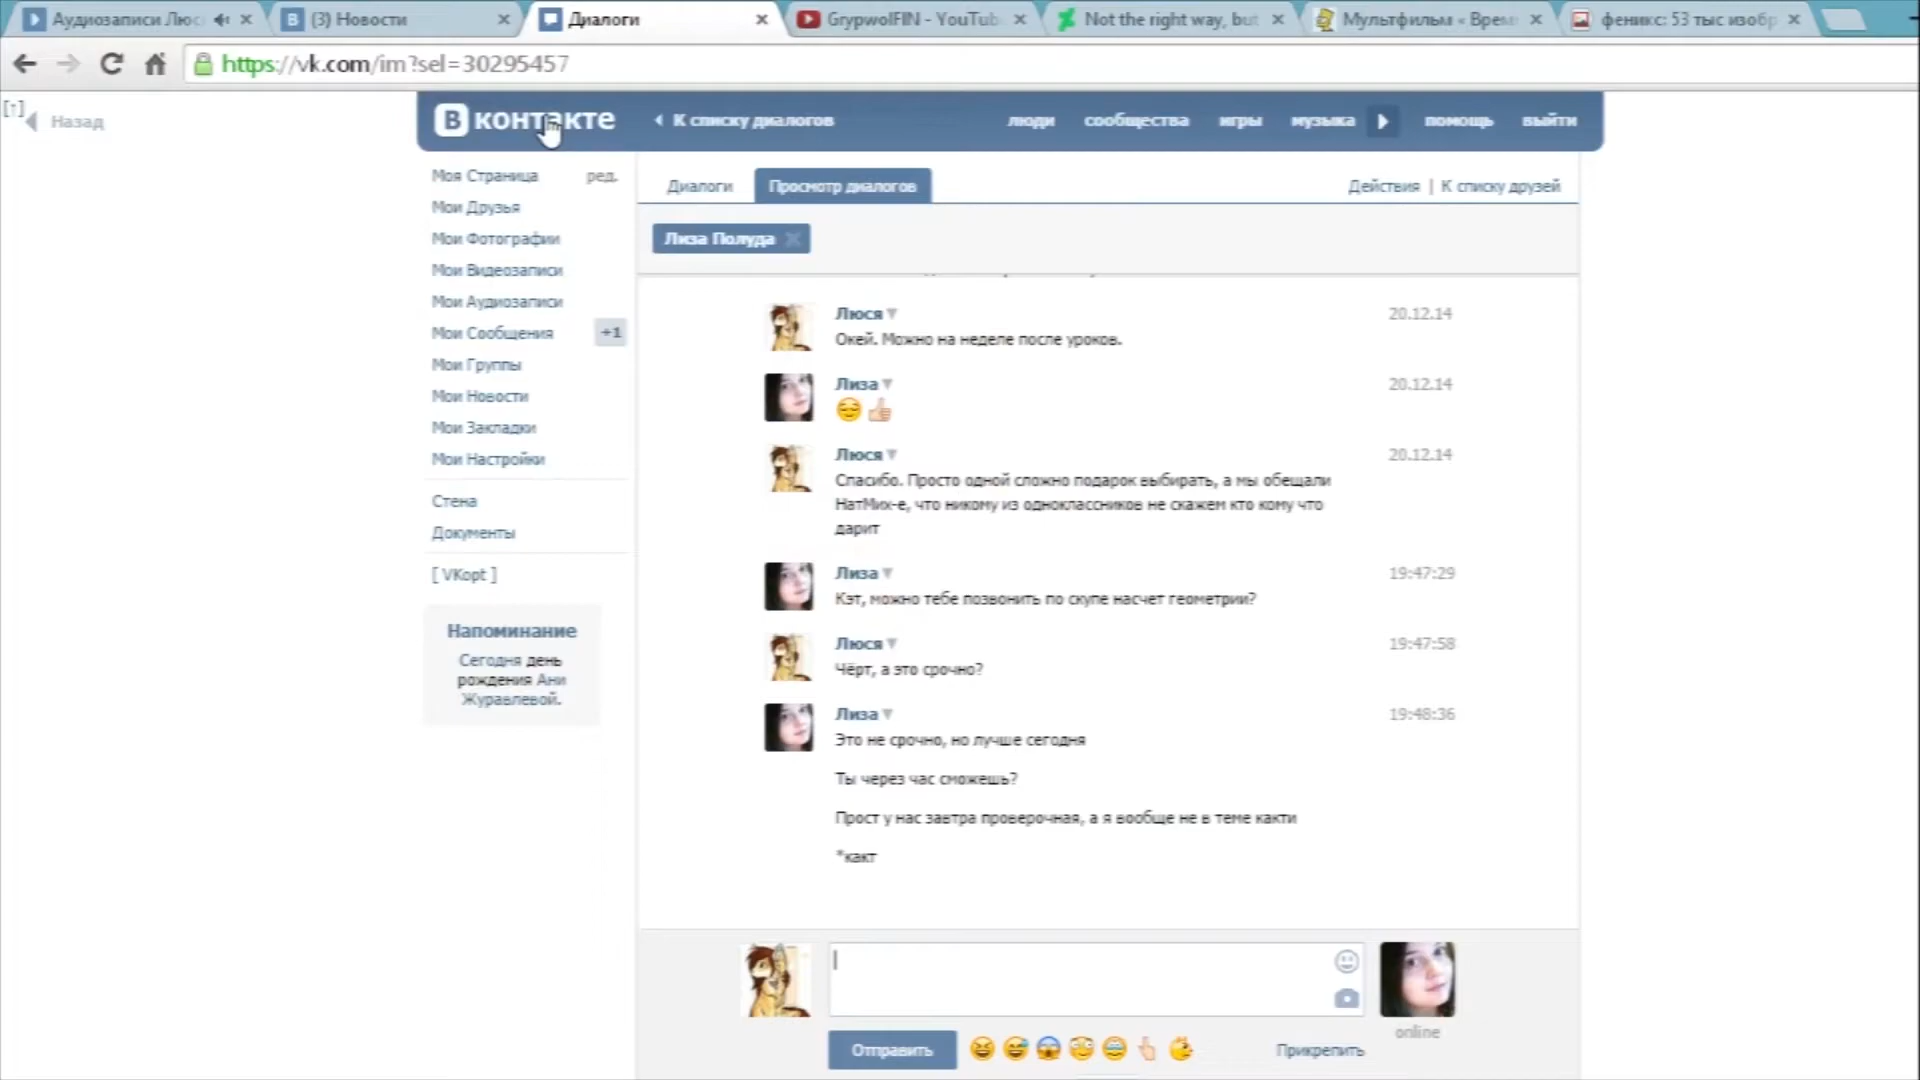 Аудиозаписи Люс
(3) Новости
Диалоги
GrypwolFIN - YouTub
Not the right way, but
Мультфильм « Врем
феникс: 53 тыс изобр
https://vk.com/im?sel=30295457
[↑]
Назад
В контакте
К списку диалогов
люди
сообщества
игры
музыка
помощь
выйти
Моя Страница
ред.
Мои Друзья
Мои Фотографии
Мои Видеозаписи
Мои Аудиозаписи
Мои Сообщения
+1
Мои Группы
Мои Новости
Мои Закладки
Мои Настройки
Стена
Документы
[ VKopt ]
Напоминание
Сегодня день
рождения Ани
Журавлевой.
Диалоги
Просмотр диалогов
Действия | К списку друзей
Лиза Полуда
Люся
20.12.14
Окей. Можно на неделе после уроков.
Лиза
20.12.14
Люся
20.12.14
Спасибо. Просто одной сложно подарок выбирать, а мы обещали
НатМих-е, что никому из одноклассников не скажем кто кому что
дарит
Лиза
19:47:29
Кэт, можно тебе позвонить по скупе насчет геометрии?
Люся
19:47:58
Чёрт, а это срочно?
Лиза
19:48:36
Это не срочно, но лучше сегодня
Ты через час сможешь?
Прост у нас завтра проверочная, а я вообще не в теме какти
*какт
Отправить
Прикрепить
online